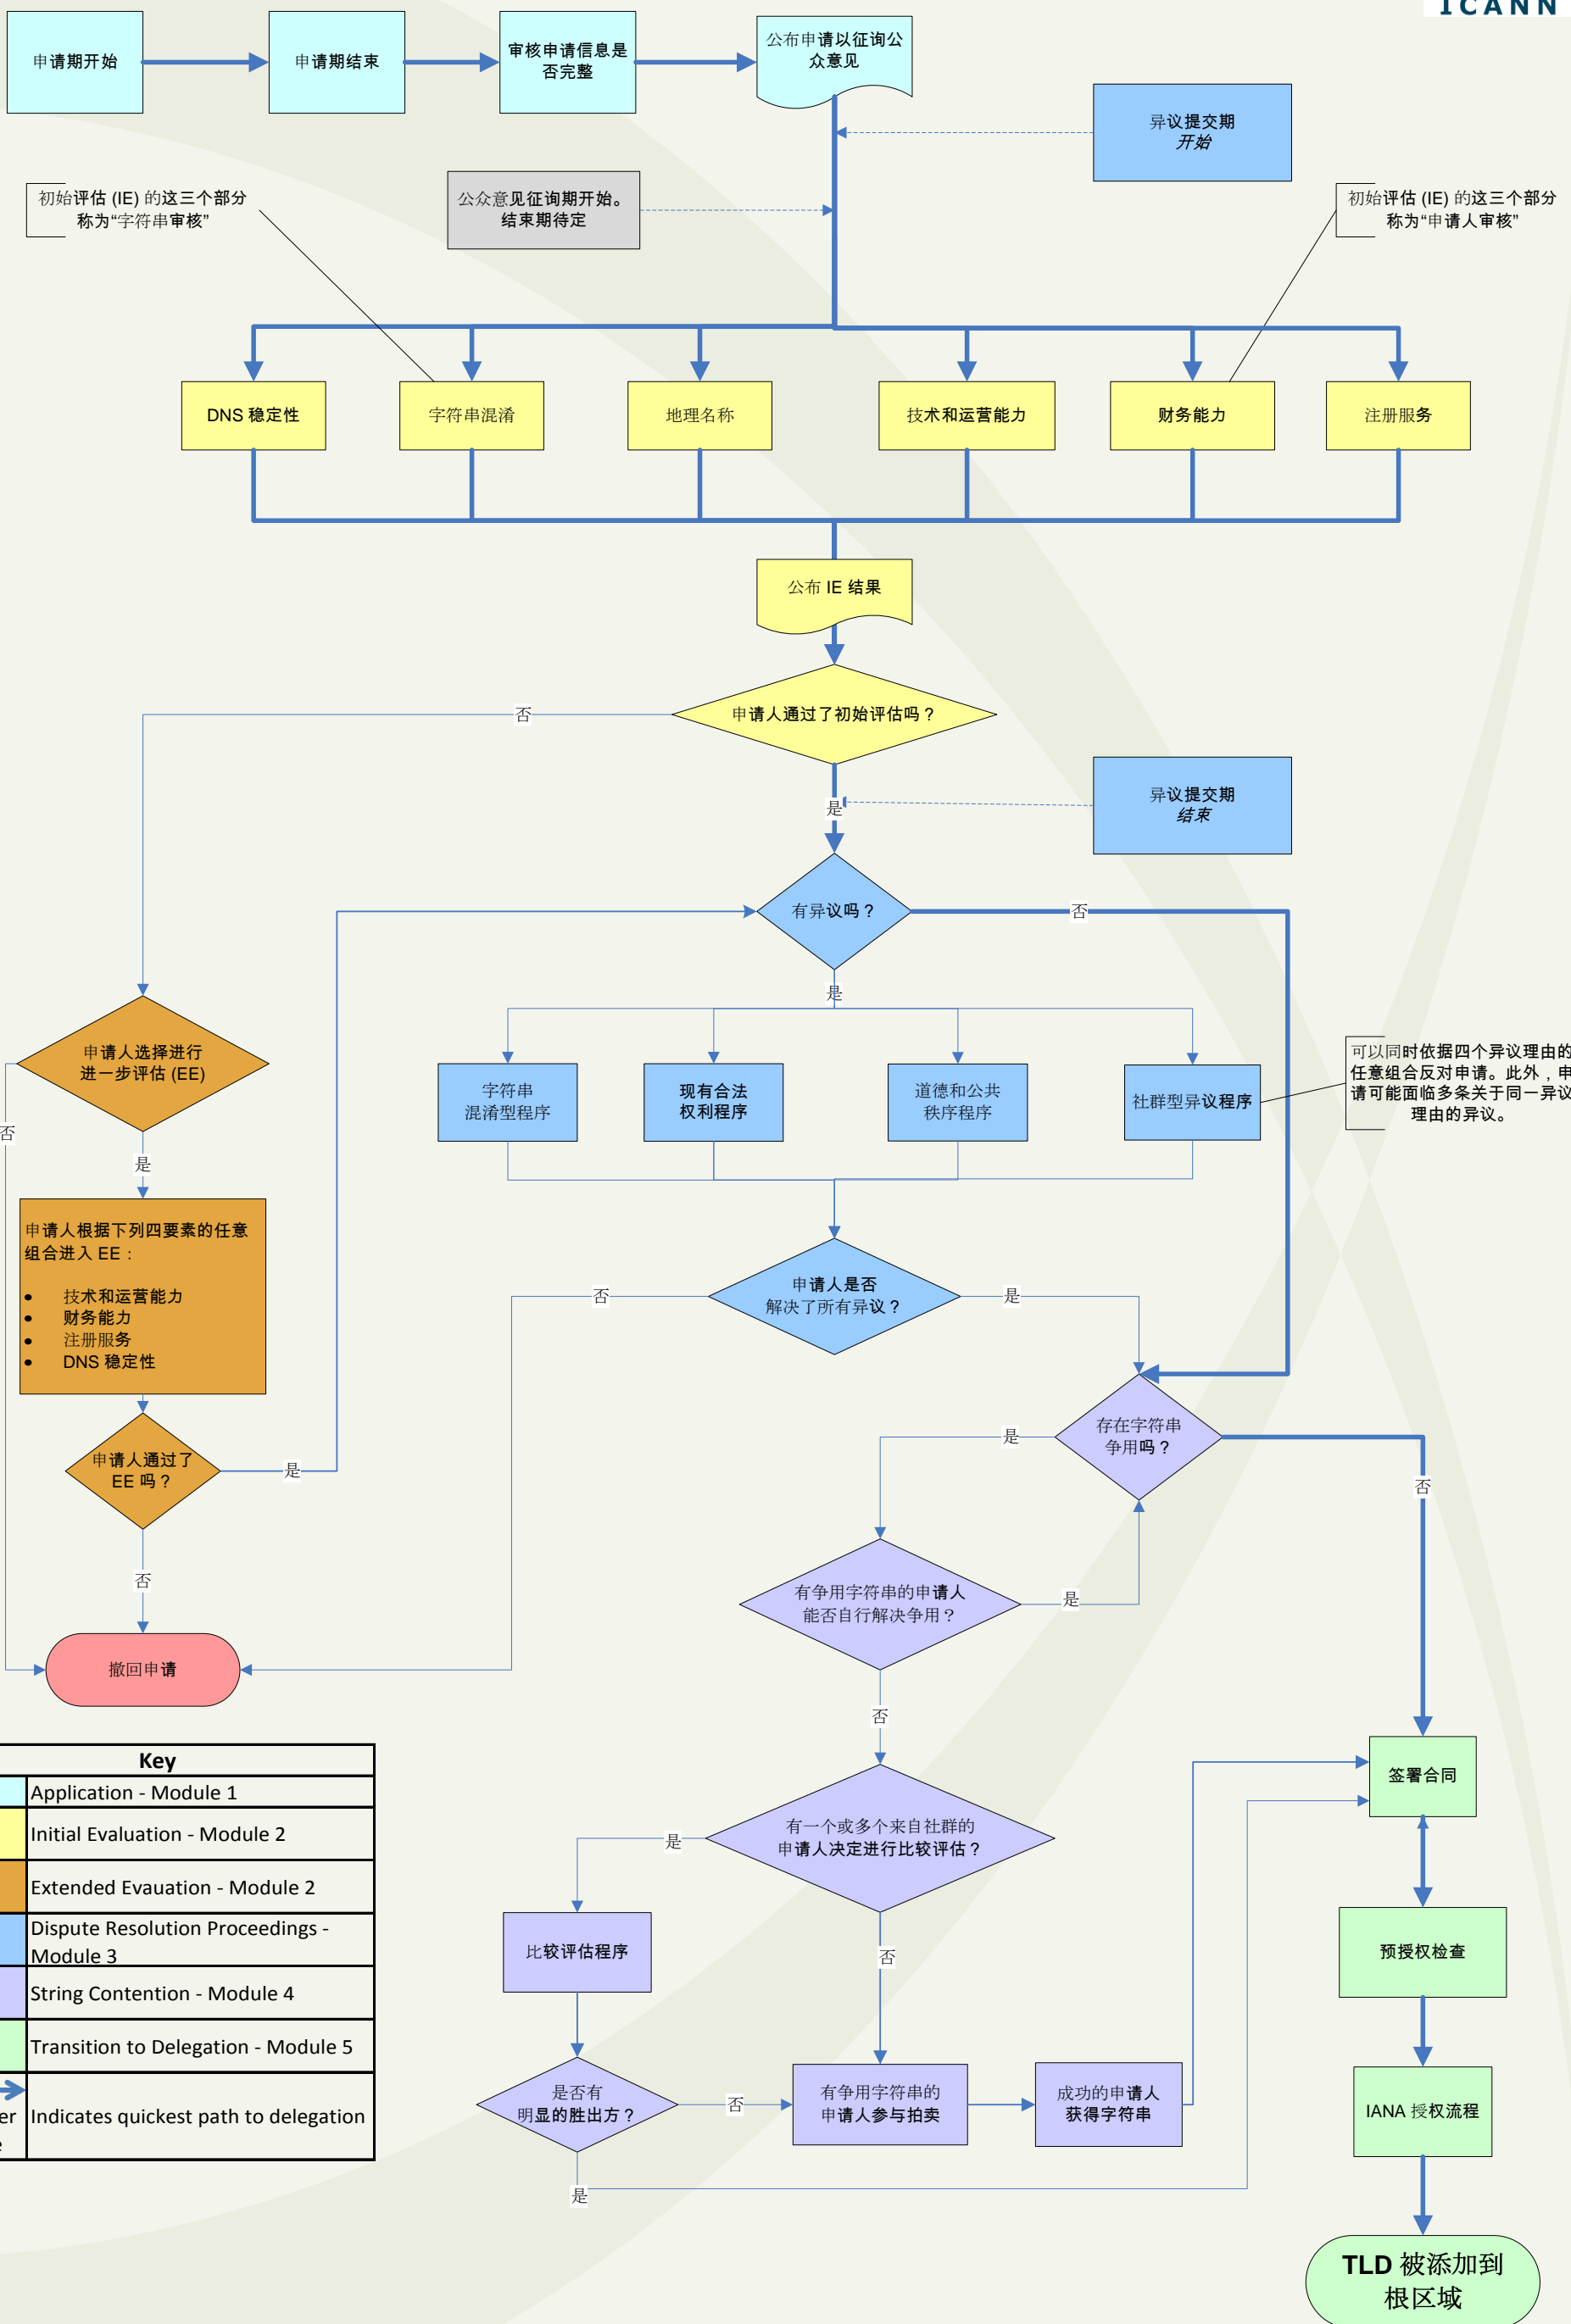 ICANN
申请期开始
申请期结束
审核申请信息是
否完整
公布申请以征询公
众意见
异议提交期
开始
初始评估 (IE) 的这三个部分
称为“字符串审核”
公众意见征询期开始。
结束期待定
初始评估 (IE) 的这三个部分
称为“申请人审核”
DNS 稳定性
字符串混淆
地理名称
技术和运营能力
财务能力
注册服务
公布 IE 结果
申请人通过了初始评估吗？
否
是
异议提交期
结束
有异议吗？
否
是
申请人选择进行
进一步评估 (EE)
否
是
字符串
混淆型程序
现有合法
权利程序
道德和公共
秩序程序
社群型异议程序
可以同时依据四个异议理由的
任意组合反对申请。此外，申
请可能面临多条关于同一异议
理由的异议。
申请人根据下列四要素的任意
组合进入 EE：
• 技术和运营能力
• 财务能力
• 注册服务
• DNS 稳定性
申请人是否
解决了所有异议？
否
是
申请人通过了
EE 吗？
是
否
存在字符串
争用吗？
是
否
有争用字符串的申请人
能否自行解决争用？
是
否
撤回申请
有一个或多个来自社群的
申请人决定进行比较评估？
是
否
签署合同
比较评估程序
预授权检查
是否有
明显的胜出方？
否
是
有争用字符串的
申请人参与拍卖
成功的申请人
获得字符串
IANA 授权流程
TLD 被添加到
根区域
Key
Application - Module 1
Initial Evaluation - Module 2
Extended Evauation - Module 2
Dispute Resolution Proceedings -
Module 3
String Contention - Module 4
Transition to Delegation - Module 5
Indicates quickest path to delegation